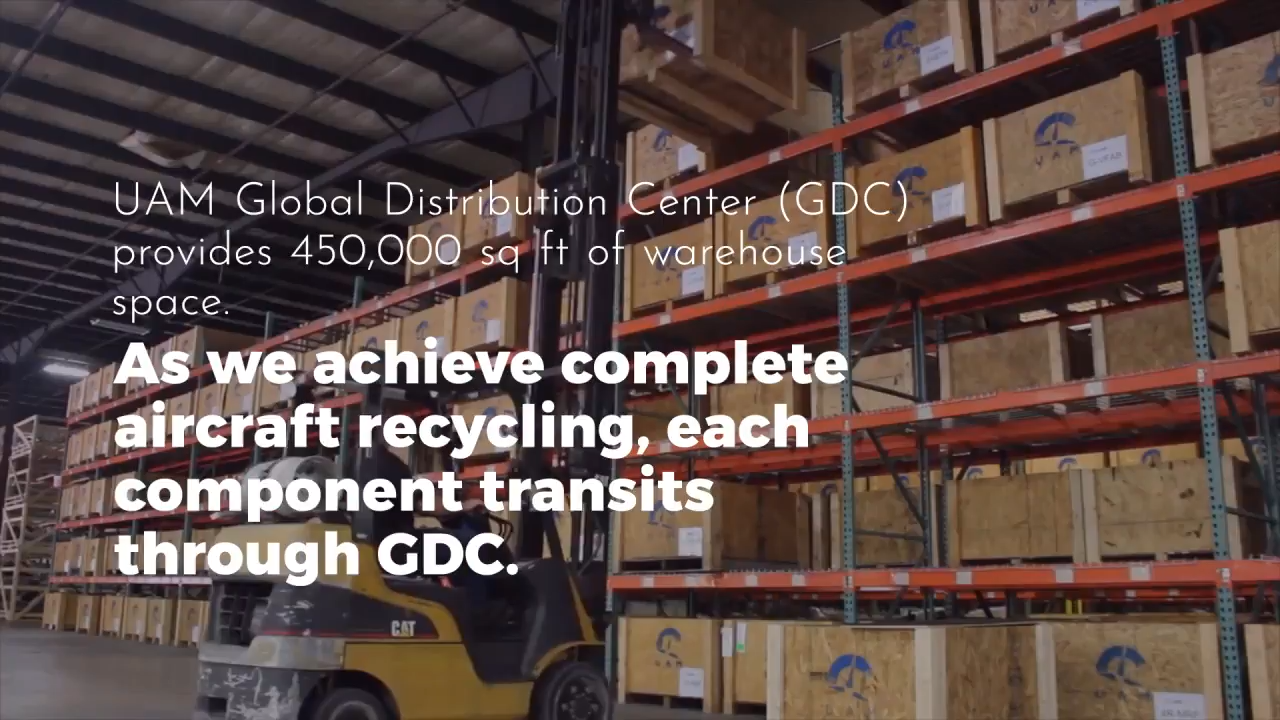 UAM Global Distribution Center (GDC)
provides 450,000 sq ft of warehouse
space.
As we achieve complete
aircraft recycling, each
component transits
through GDC.
CAT
UAM